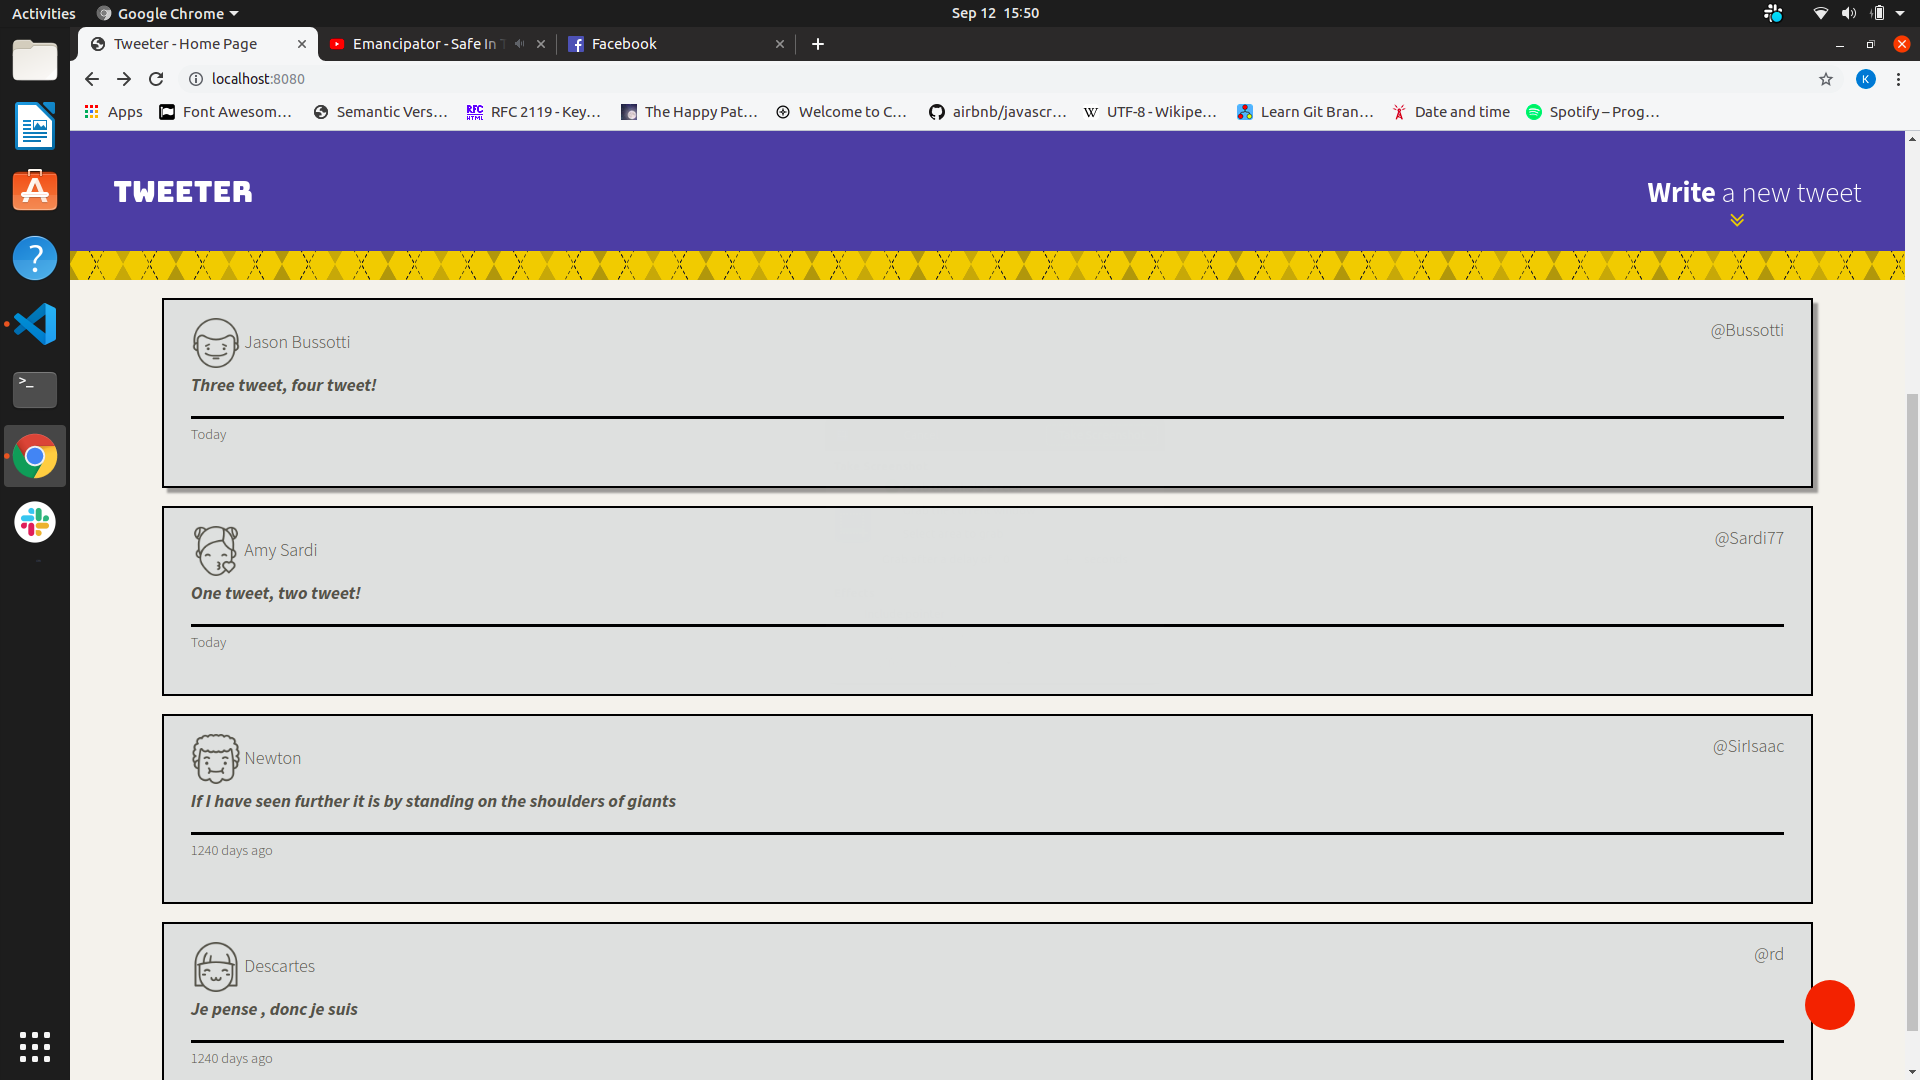 Activities
Google Chrome
Sep 12 15:50
Tweeter - Home Page
Emancipator - Safe In
Facebook
localhost:8080
K
Apps
Font Awesom...
Semantic Vers...
RFC 2119 - Key...
The Happy Pat...
Welcome to C...
airbnb/javascr...
UTF-8 - Wikipe...
Learn Git Bran...
Date and time
Spotify – Prog...
TWEETER
Write a new tweet
Jason Bussotti
@Bussotti
Three tweet, four tweet!
Today
Amy Sardi
@Sardi77
One tweet, two tweet!
Today
Newton
@SirIsaac
If I have seen further it is by standing on the shoulders of giants
1240 days ago
Descartes
@rd
Je pense , donc je suis
1240 days ago